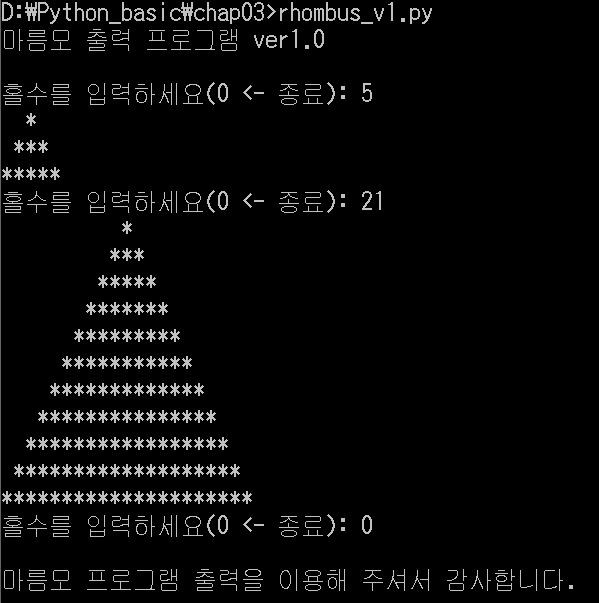 D:\Python_basic\chap03>rhombus_v1.py
마름모 출력 프로그램 ver1.0
홀수를 입력하세요(0 <- 종료): 5
*
***
*****
홀수를 입력하세요(0 <- 종료): 21
*
***
*****
*******
*********
***********
*************
***************
*****************
*******************
*********************
홀수를 입력하세요(0 <- 종료): 0
마름모 프로그램 출력을 이용해 주셔서 감사합니다.